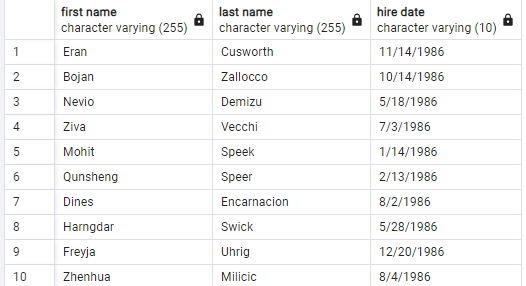 first name last name hire date
character varying (255) character varying (255) character varying (10)
1 Eran Cusworth 11/14/1986
2 Bojan Zallocco 10/14/1986
3 Nevio Demizu 5/18/1986
4 Ziva Vecchi 7/3/1986
5 Mohit Speek 1/14/1986
6 Qunsheng Speer 2/13/1986
7 Dines Encarnacion 8/2/1986
8 Harngdar Swick 5/28/1986
9 Freyja Uhrig 12/20/1986
10 Zhenhua Milicic 8/4/1986